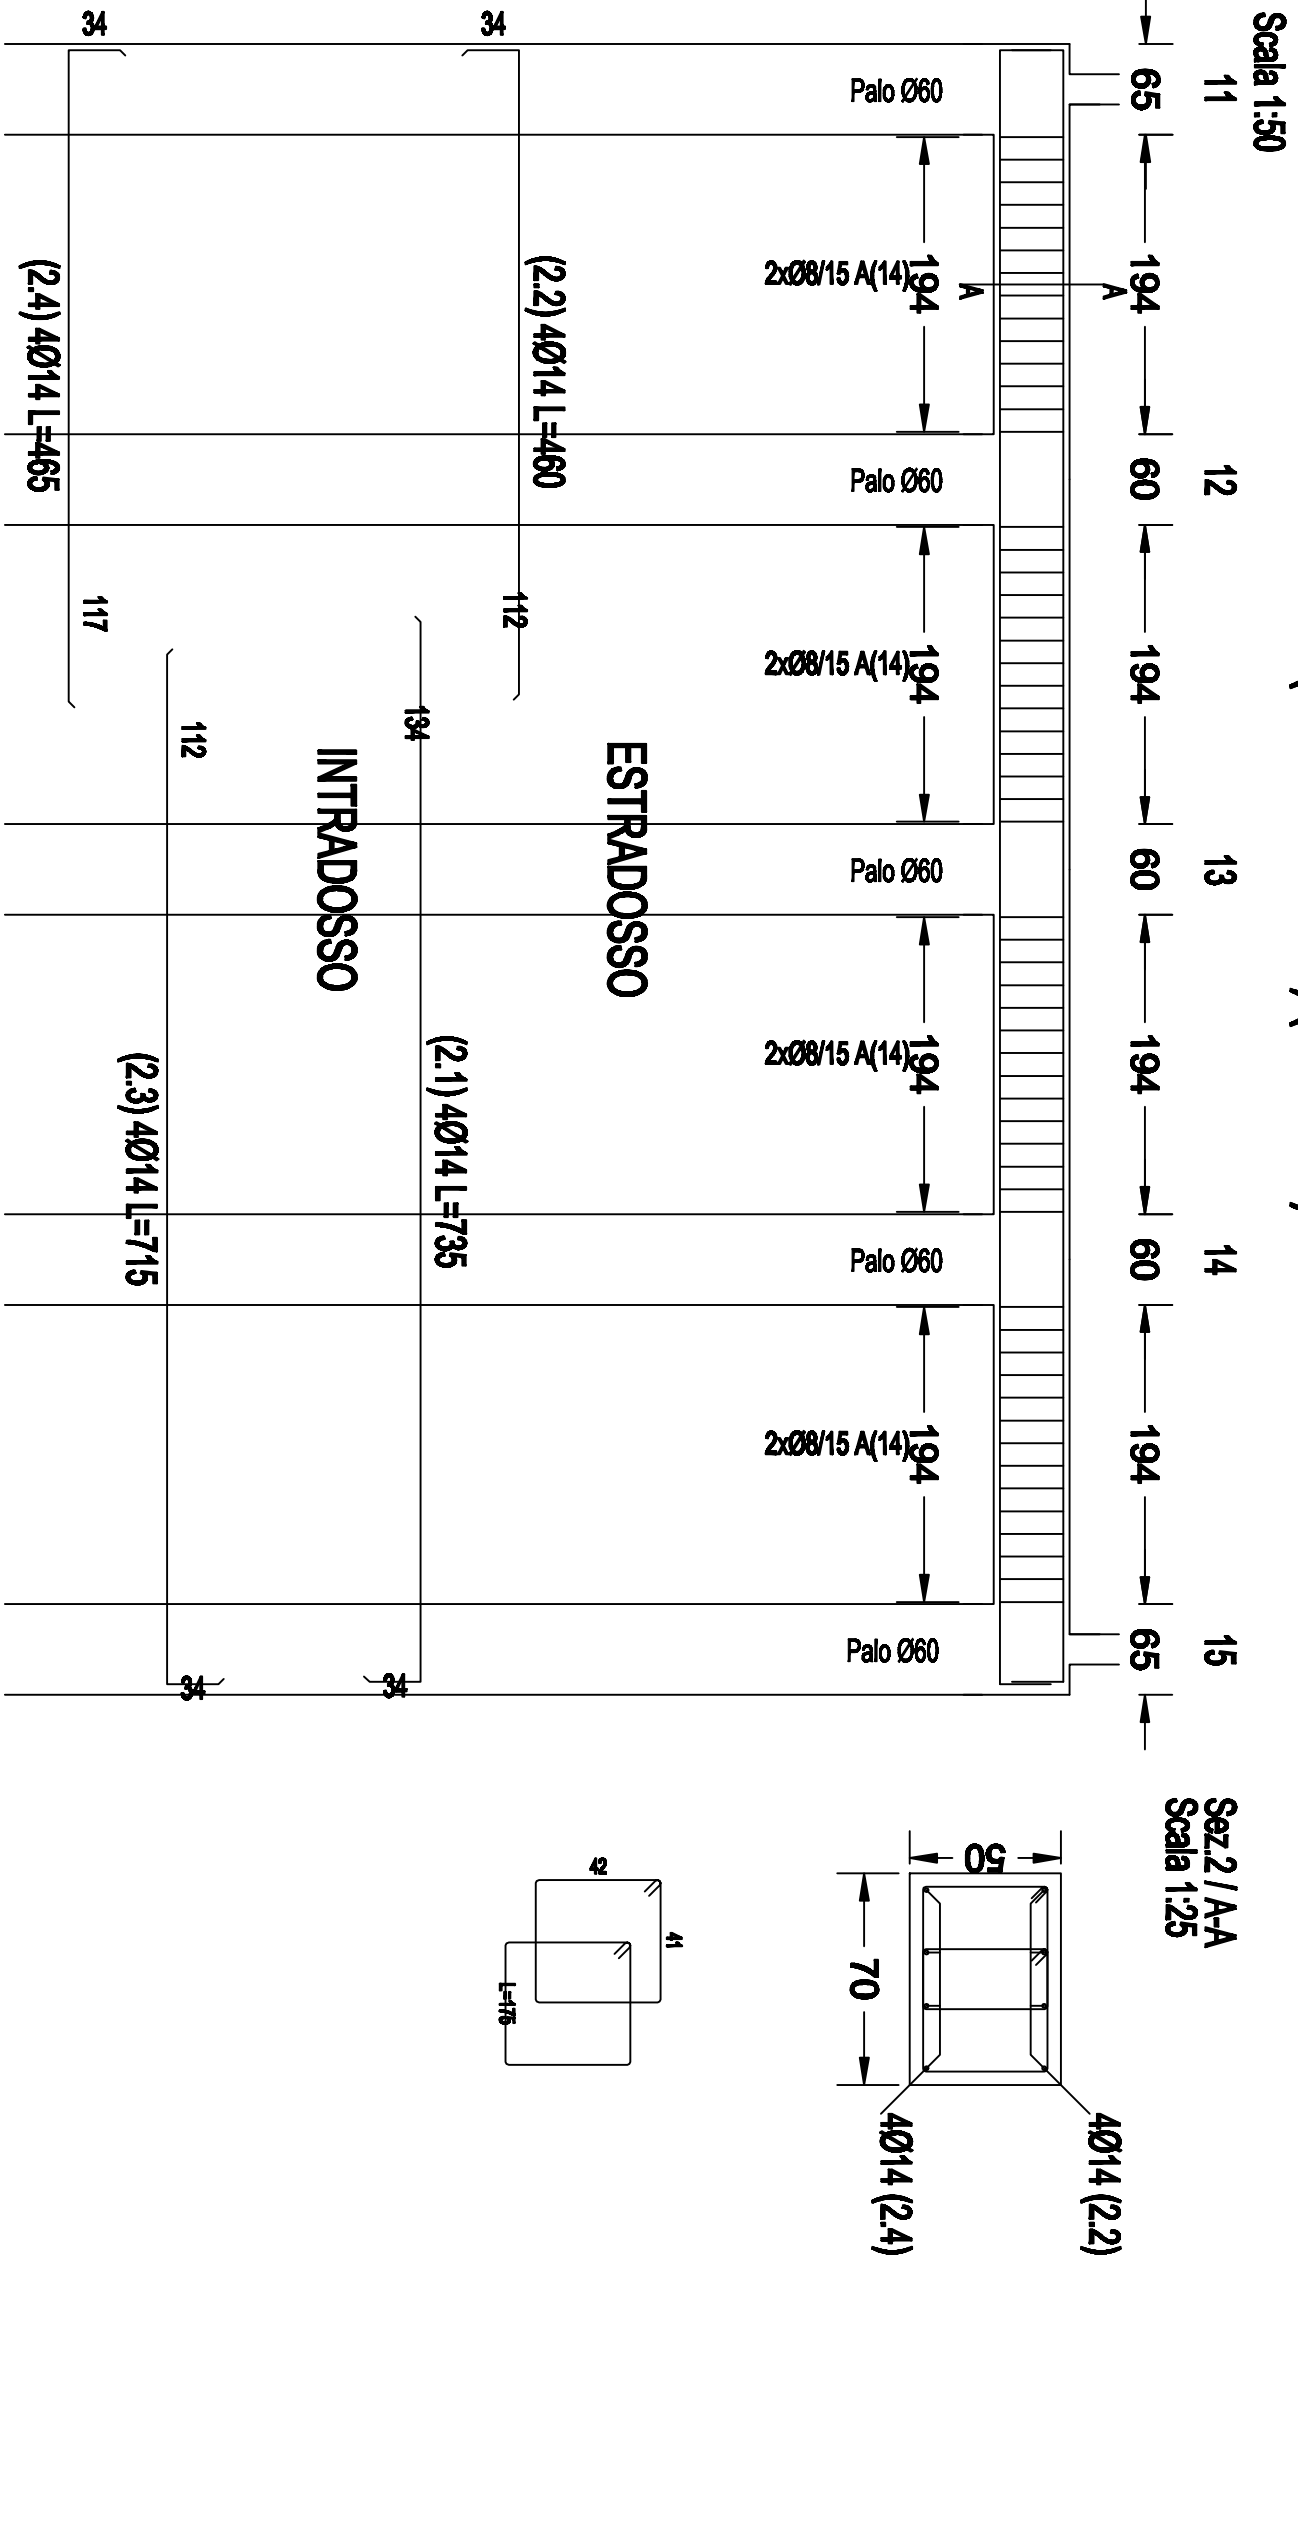 Scala 1:50
11 12 13 14 15
65 194 60 194 60 194 60 194 65
A
A
194 194 194 194
Palo Ø60 Palo Ø60 Palo Ø60 Palo Ø60 Palo Ø60
2xØ8/15 A(14) 2xØ8/15 A(14) 2xØ8/15 A(14) 2xØ8/15 A(14)
ESTRADOSSO
34 (2.2) 4Ø14 L=460 112
134 (2.1) 4Ø14 L=735 34
INTRADOSSO
112 (2.3) 4Ø14 L=715 34
34 (2.4) 4Ø14 L=465 117
Sez.2 / A-A
Scala 1:25
4Ø14 (2.2)
50
70
4Ø14 (2.4)
41
42
L=175